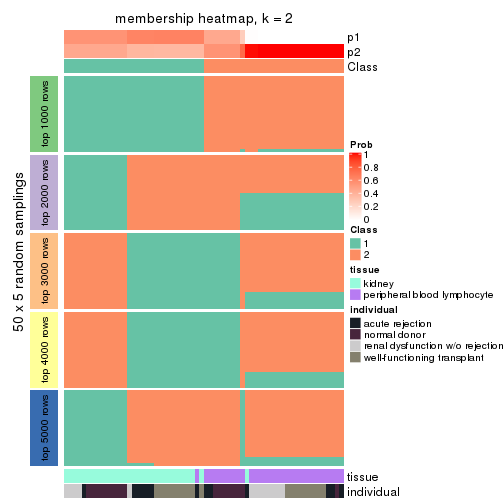 membership heatmap, k = 2
p1
p2
Class
50 x 5 random samplings
top 1000 rows
top 2000 rows
top 3000 rows
top 4000 rows
top 5000 rows
Prob
1
0.8
0.6
0.4
0.2
0
Class
1
2
tissue
kidney
peripheral blood lymphocyte
individual
acute rejection
normal donor
renal dysfunction w/o rejection
well-functioning transplant
tissue
individual